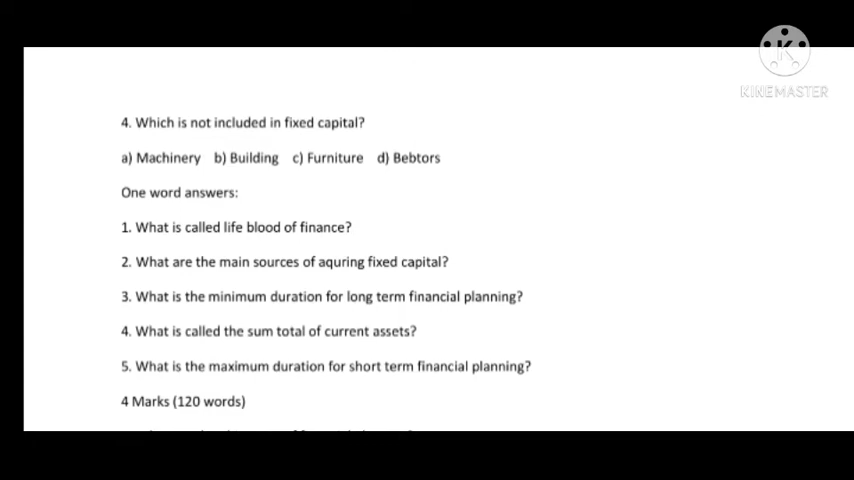 KINEMASTER
4. Which is not included in fixed capital?
a) Machinery b) Building c) Furniture d) Bebtors
One word answers:
1. What is called life blood of finance?
2. What are the main sources of aquring fixed capital?
3. What is the minimum duration for long term financial planning?
4. What is called the sum total of current assets?
5. What is the maximum duration for short term financial planning?
4 Marks (120 words)